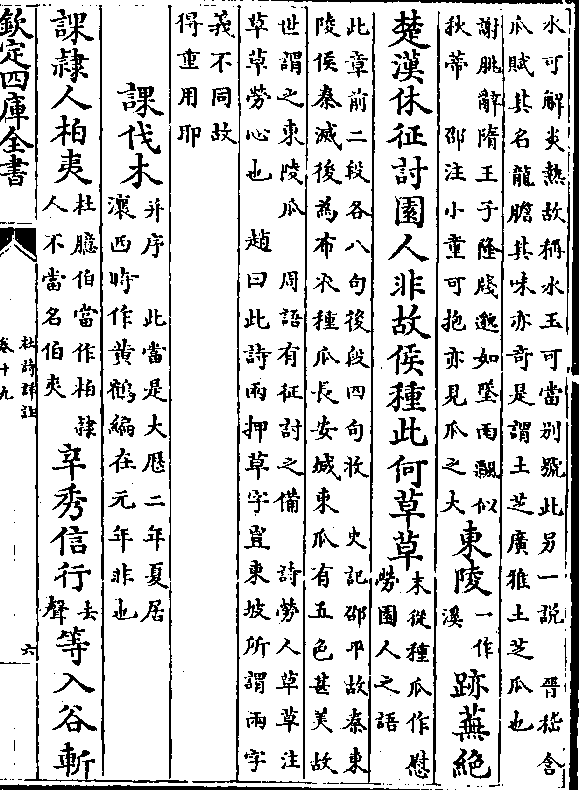 水可解炎熱故稱水玉可當别號此另一説　晉嵇含
瓜賦其名龍膽其味亦竒是謂土芝廣雅土芝瓜也
謝朓辭隋王子隆牋邈如墜雨飄似
秋蒂　邵注小童可抱亦見瓜之大
東陵
一作
溪
跡蕪絶
楚漢休征討園人非故侯種此何草草
末從種瓜作慰
勞園人之語
此章前二段各八句後段四句收　史記邵平故秦東
陵侯秦滅後為布衣種瓜長安城東瓜有五色甚美故
世謂之東陵瓜　周語有征討之備　詩勞人草草注
草草勞心也　趙曰此詩兩押草字豈東坡所謂兩字
義不同故
得重用耶
課伐木
并序　此當是大厯二年夏居
瀼西時作黄鶴編在元年非也
課隷人柏夷
杜臆伯當作柏隷
人不當名伯夷
辛秀信行
去
聲
等入谷斬
欽定四庫全書
杜詩詳注
卷十九
六